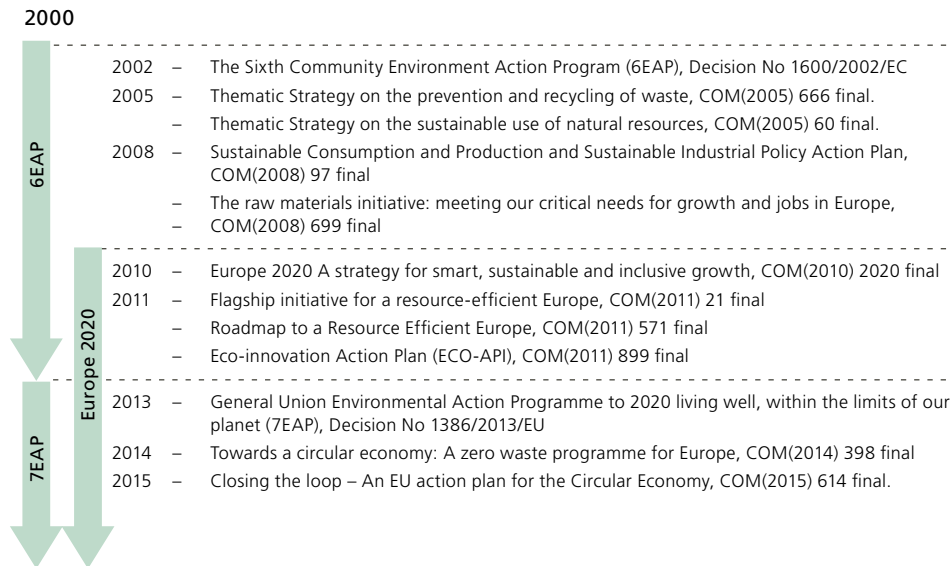 2000
6EAP
Europe 2020
7EAP
2002 – The Sixth Community Environment Action Program (6EAP), Decision No 1600/2002/EC
2005 – Thematic Strategy on the prevention and recycling of waste, COM(2005) 666 final.
– Thematic Strategy on the sustainable use of natural resources, COM(2005) 60 final.
2008 – Sustainable Consumption and Production and Sustainable Industrial Policy Action Plan,
COM(2008) 97 final
– The raw materials initiative: meeting our critical needs for growth and jobs in Europe,
– COM(2008) 699 final
2010 – Europe 2020 A strategy for smart, sustainable and inclusive growth, COM(2010) 2020 final
2011 – Flagship initiative for a resource-efficient Europe, COM(2011) 21 final
– Roadmap to a Resource Efficient Europe, COM(2011) 571 final
– Eco-innovation Action Plan (ECO-API), COM(2011) 899 final
2013 – General Union Environmental Action Programme to 2020 living well, within the limits of our
planet (7EAP), Decision No 1386/2013/EU
2014 – Towards a circular economy: A zero waste programme for Europe, COM(2014) 398 final
2015 – Closing the loop – An EU action plan for the Circular Economy, COM(2015) 614 final.